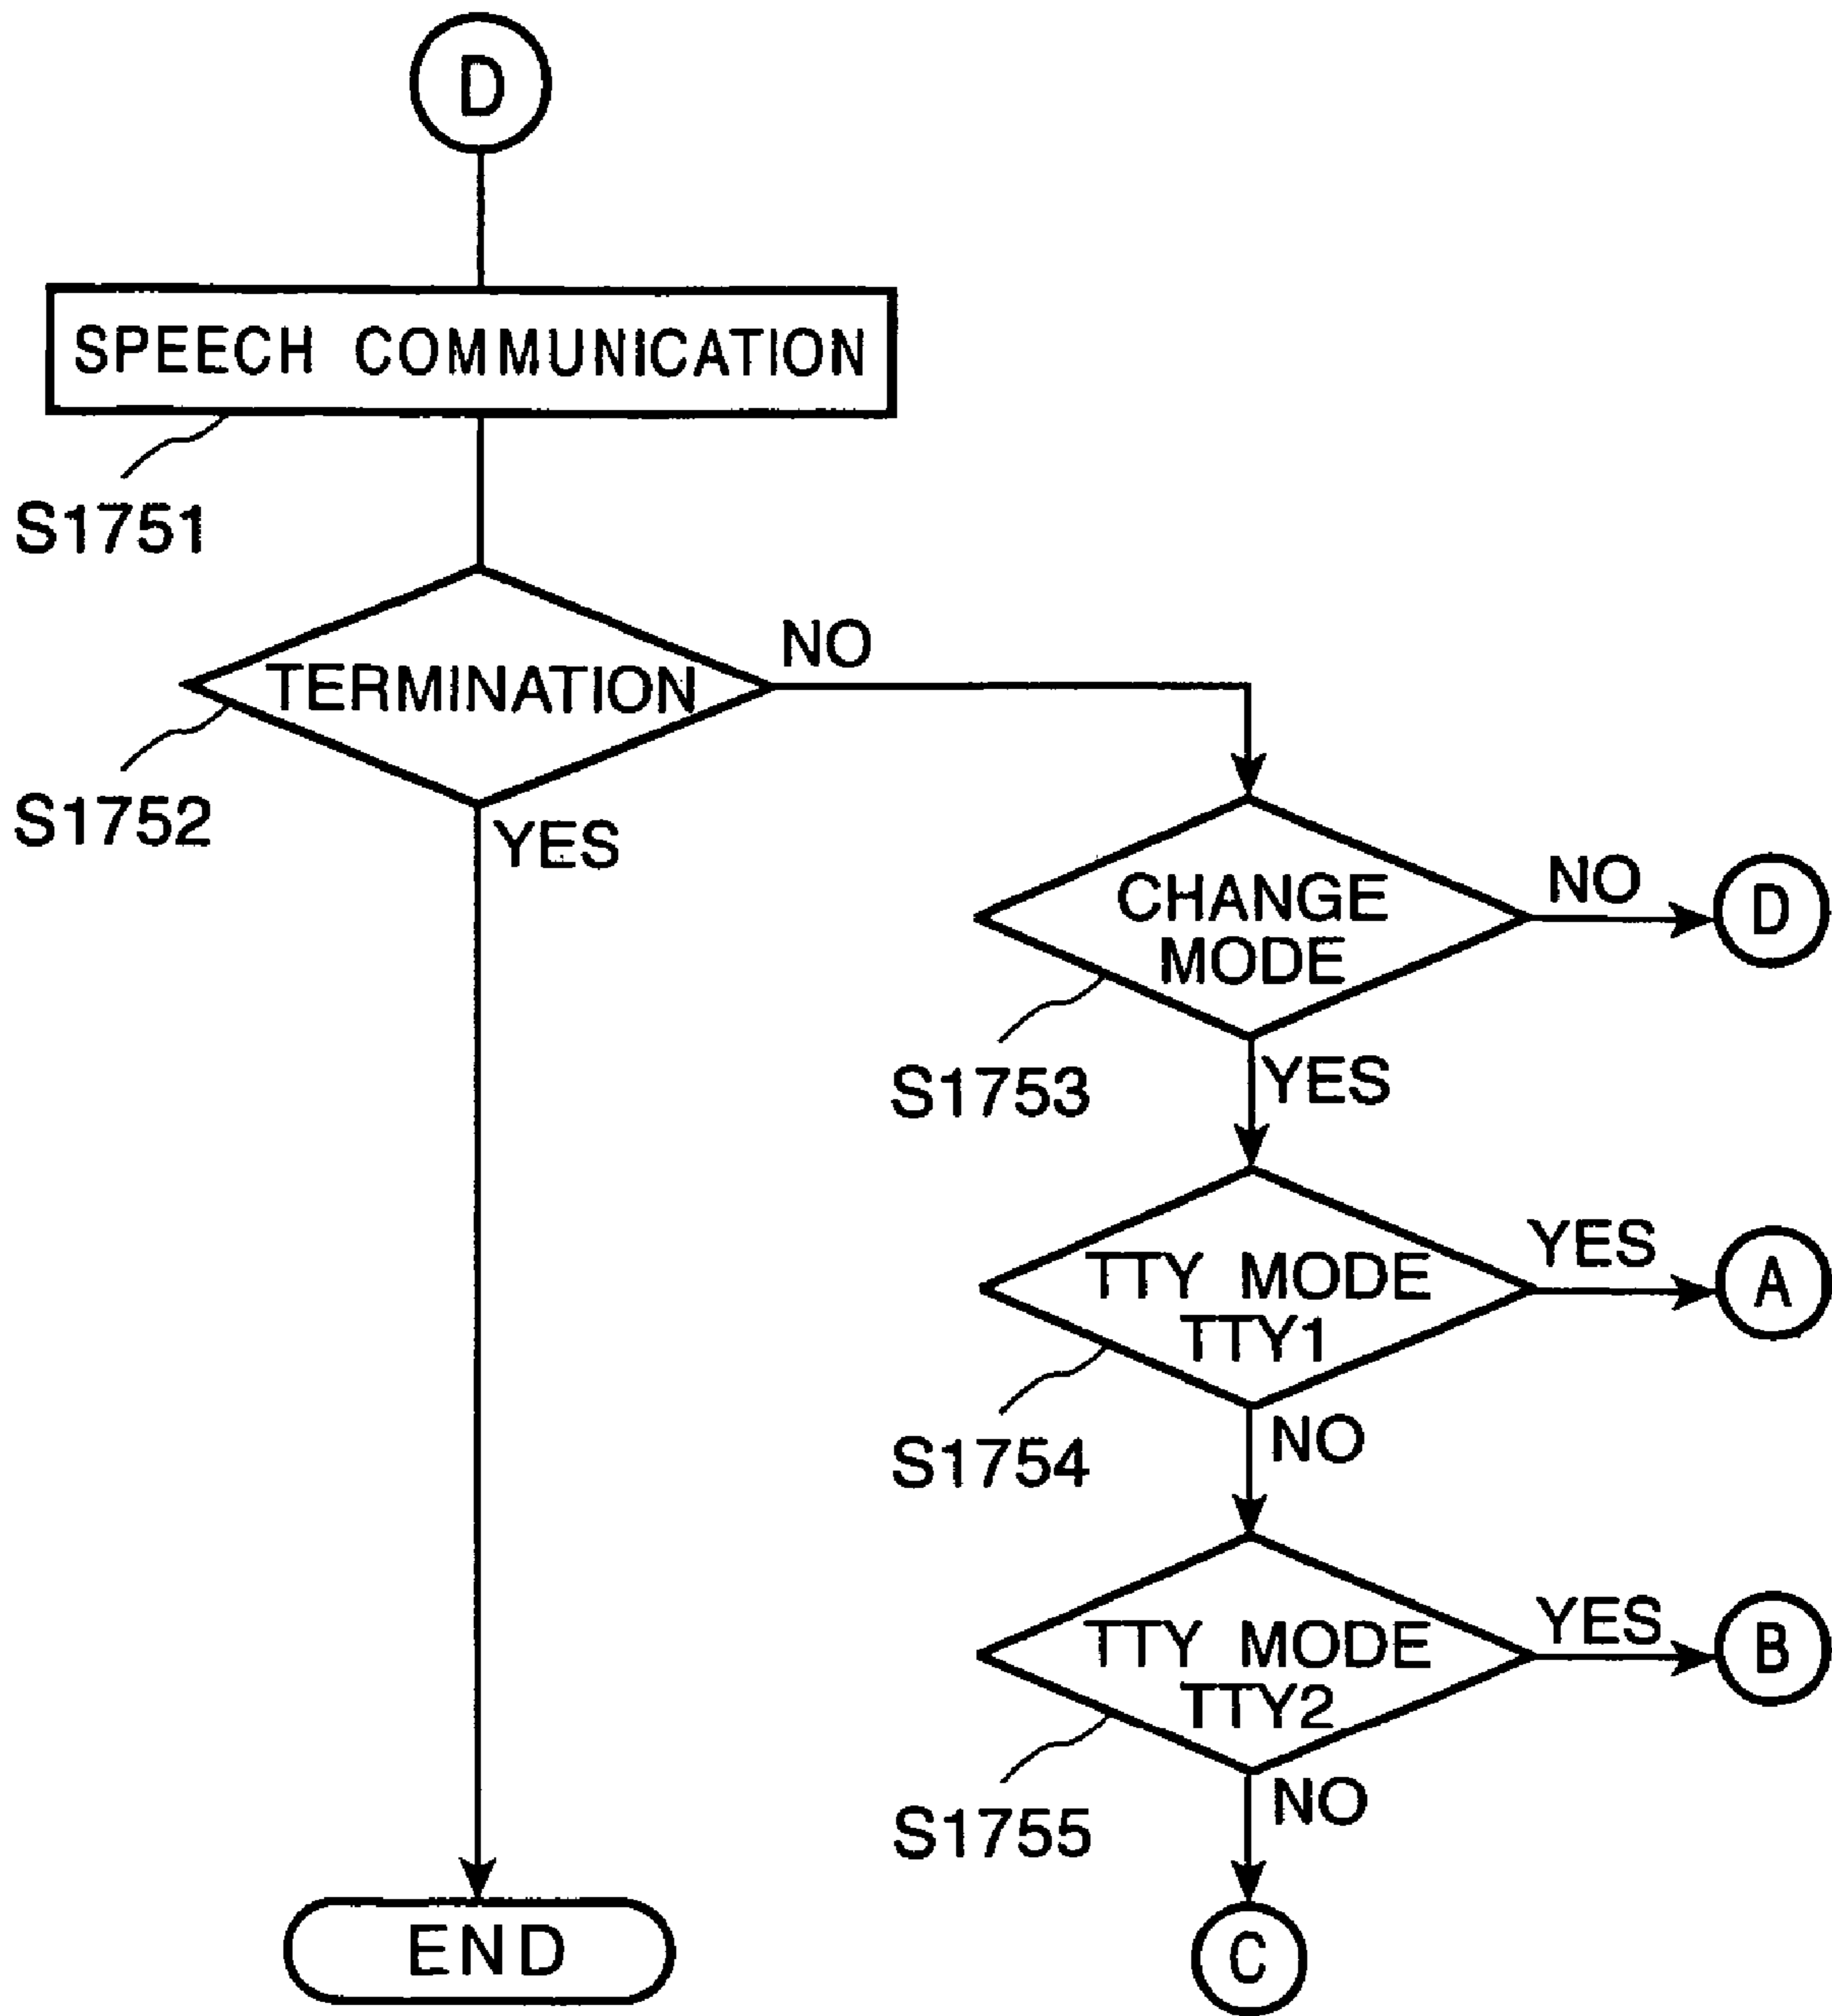 D
SPEECH COMMUNICATION
S1751
TERMINATION
NO
S1752
YES
CHANGE
MODE
NO
D
S1753
YES
TTY MODE
TTY1
YES
A
S1754
NO
TTY MODE
TTY2
YES
B
S1755
NO
END
C